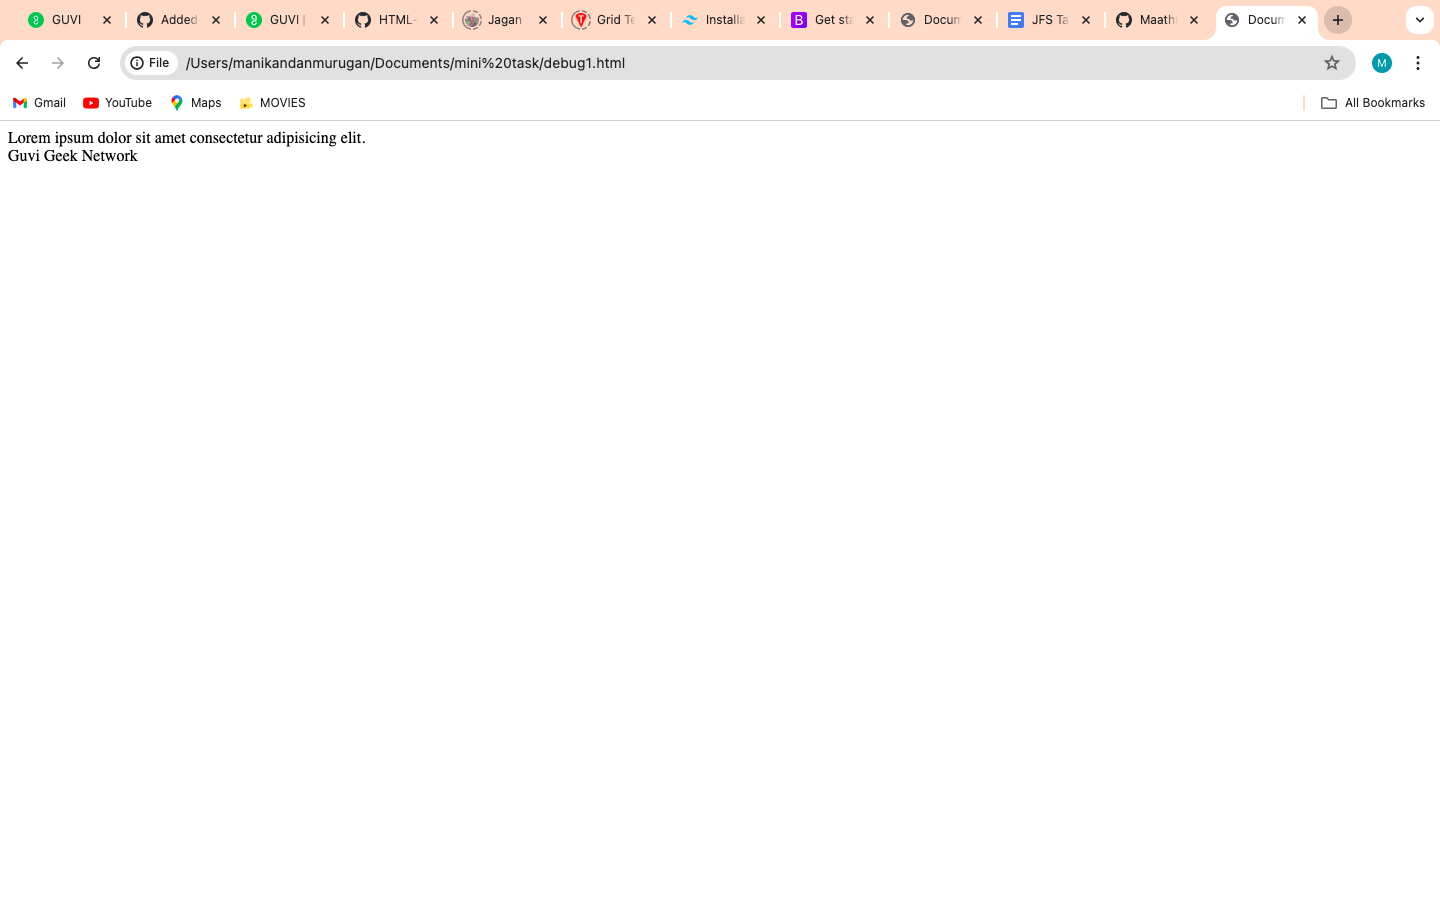 GUVI
Added
GUVI |
HTML-
Jagan
Grid Te
Installa
Get sta
Docum
JFS Ta
Maath
Docum
File
/Users/manikandanmurugan/Documents/mini%20task/debug1.html
M
Gmail
YouTube
Maps
MOVIES
All Bookmarks
Lorem ipsum dolor sit amet consectetur adipisicing elit.
Guvi Geek Network